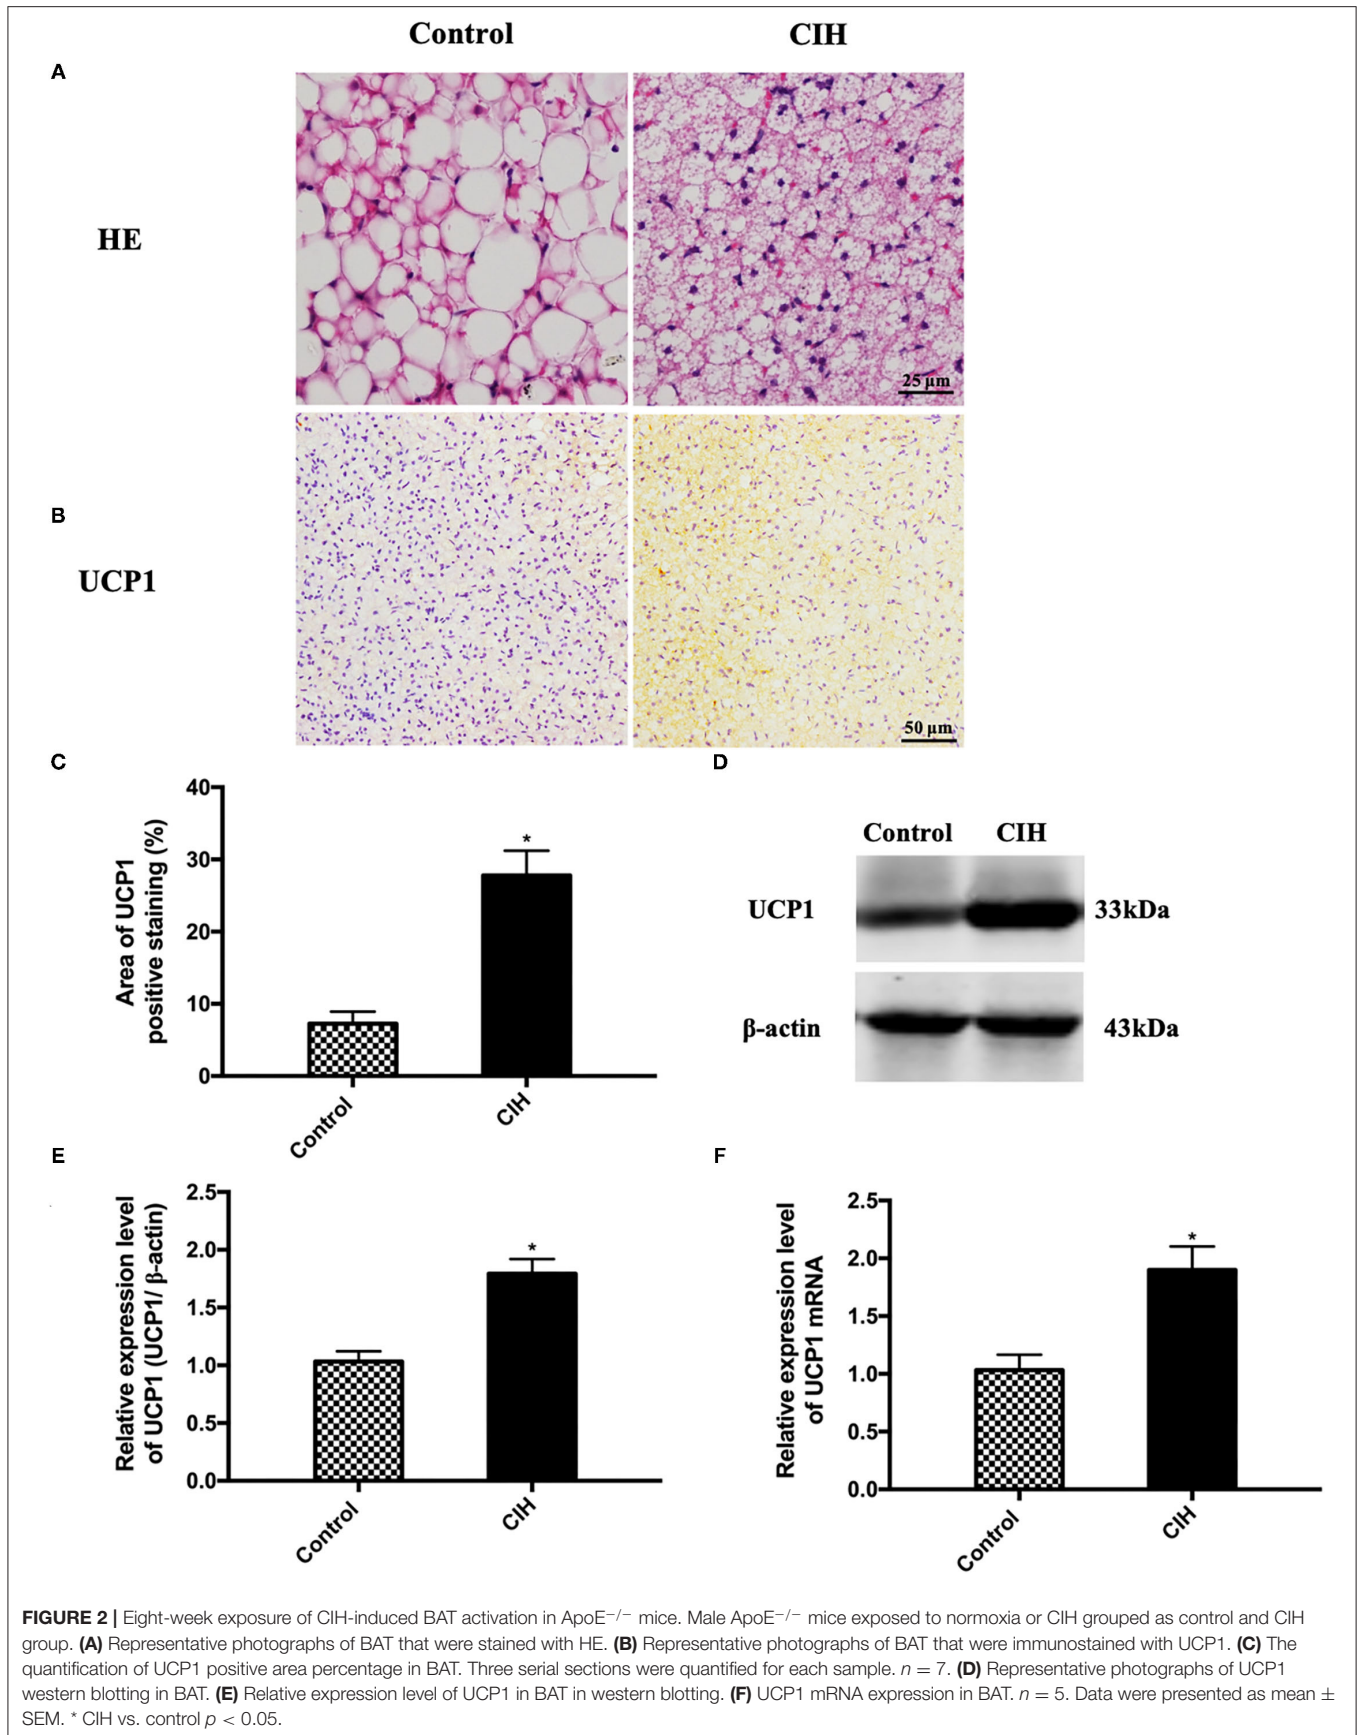 Control CIH
A
HE
25 µm
B
UCP1
50 µm
C
Area of UCP1
positive staining (%)
40
30
20
10
0
*
Control
CIH
D
Control CIH
UCP1 33kDa
β-actin 43kDa
E
Relative expression level
of UCP1 (UCP1/ β-actin)
2.5
2.0
1.5
1.0
0.5
0.0
*
Control
CIH
F
Relative expression level
of UCP1 mRNA
2.5
2.0
1.5
1.0
0.5
0.0
*
Control
CIH
FIGURE 2 | Eight-week exposure of CIH-induced BAT activation in ApoE−/− mice. Male ApoE−/− mice exposed to normoxia or CIH grouped as control and CIH
group. (A) Representative photographs of BAT that were stained with HE. (B) Representative photographs of BAT that were immunostained with UCP1. (C) The
quantification of UCP1 positive area percentage in BAT. Three serial sections were quantified for each sample. n = 7. (D) Representative photographs of UCP1
western blotting in BAT. (E) Relative expression level of UCP1 in BAT in western blotting. (F) UCP1 mRNA expression in BAT. n = 5. Data were presented as mean ±
SEM. * CIH vs. control p < 0.05.